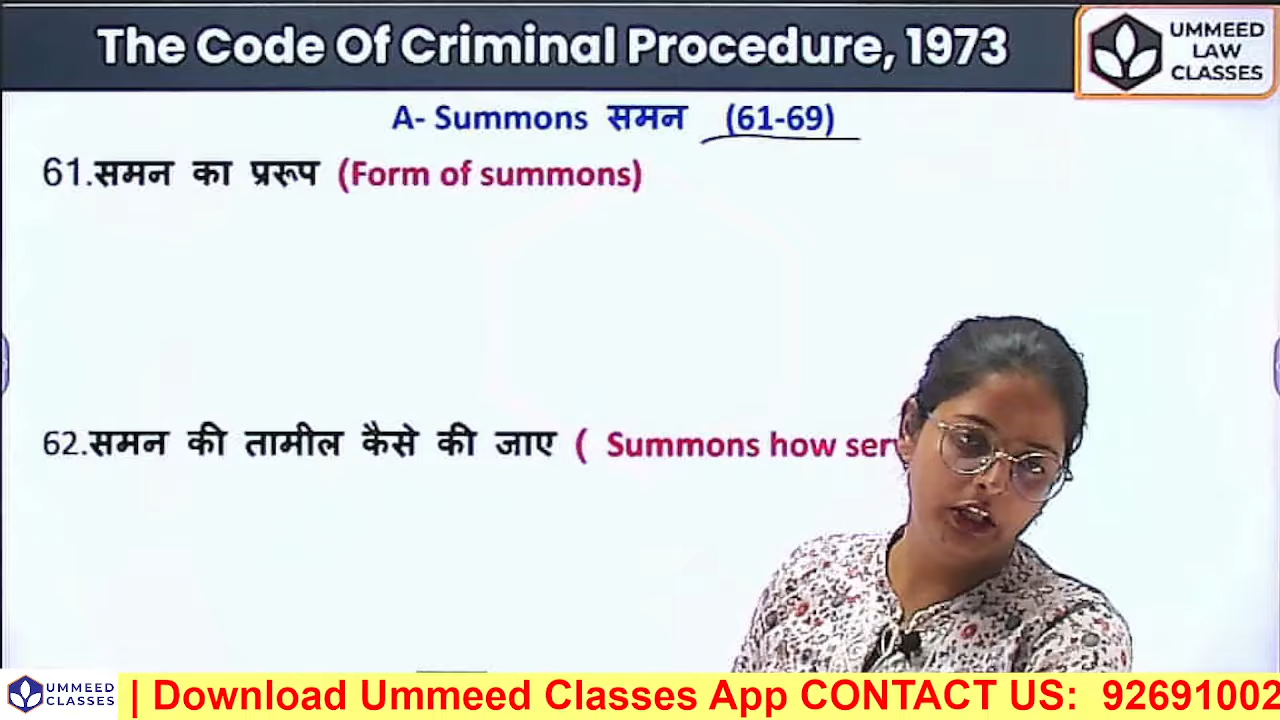 The Code Of Criminal Procedure, 1973
UMMEED
LAW
CLASSES
A- Summons समन (61-69)
61.समन का प्ररूप (Form of summons)
62.समन की तामील कैसे की जाए ( Summons how
UMMEED
CLASSES
| Download Ummeed Classes App CONTACT US: 92691002